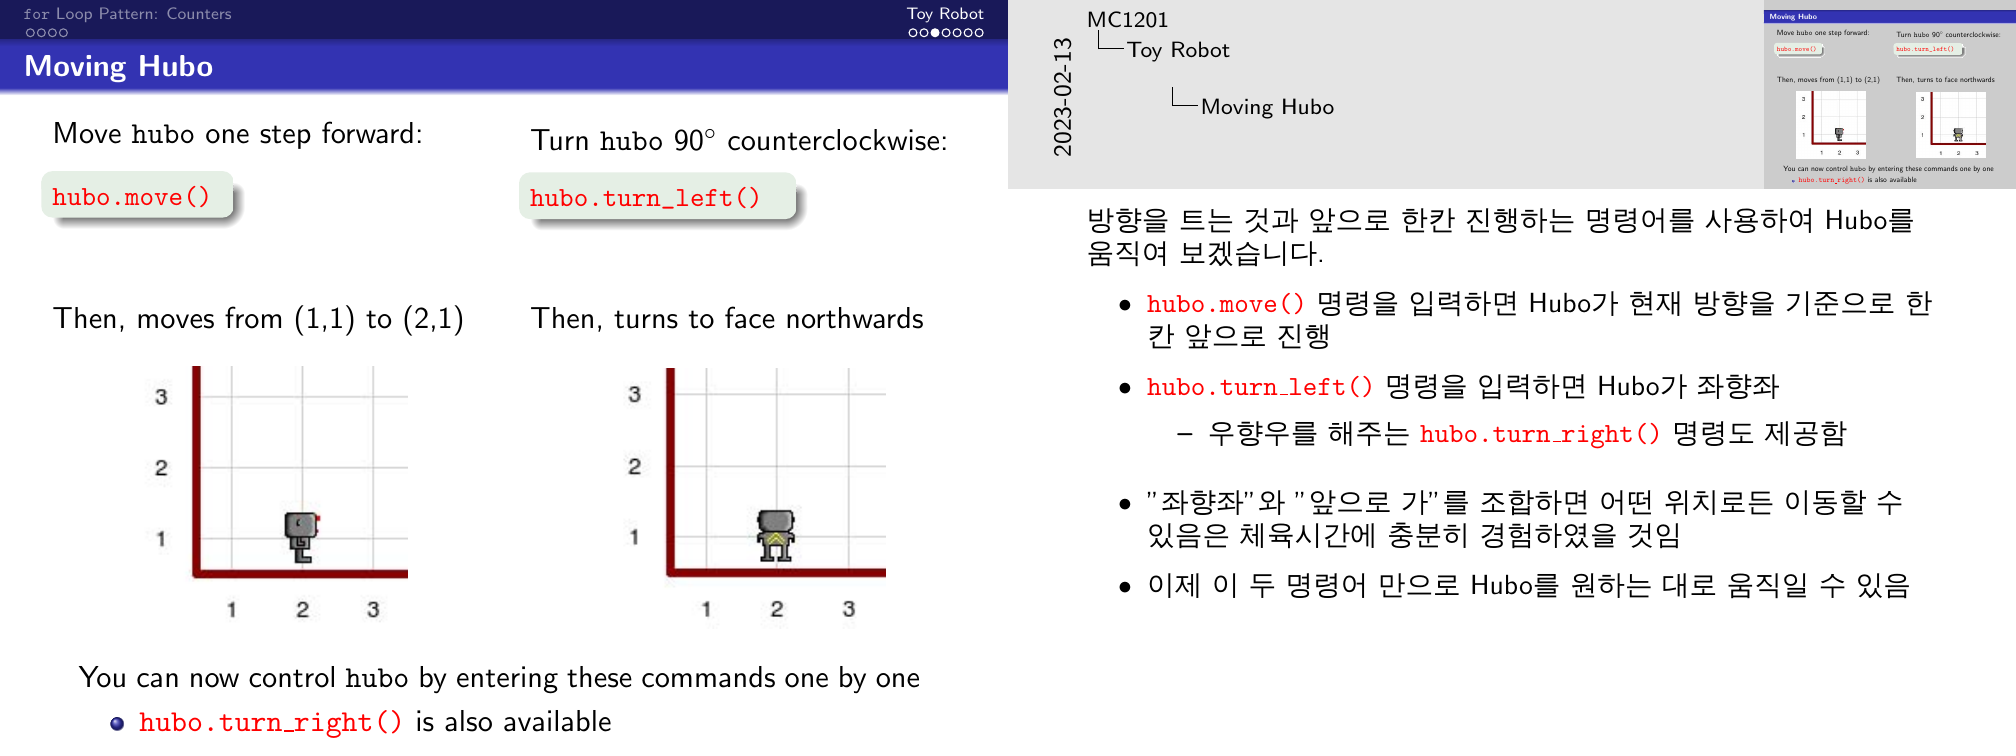 for Loop Pattern: Counters
Toy Robot
Moving Hubo
Move hubo one step forward:
hubo.move()
Then, moves from (1,1) to (2,1)
3
2
1
1 2 3
Turn hubo 90° counterclockwise:
hubo.turn_left()
Then, turns to face northwards
3
2
1
1 2 3
You can now control hubo by entering these commands one by one
hubo.turn_right() is also available
2023-02-13
MC1201
Toy Robot
Moving Hubo
Moving Hubo
Move hubo one step forward:
hubo.move()
Then, moves from (1,1) to (2,1)
3
2
1
1 2 3
Turn hubo 90° counterclockwise:
hubo.turn_left()
Then, turns to face northwards
3
2
1
1 2 3
You can now control hubo by entering these commands one by one
hubo.turn_right() is also available
방향을 트는 것과 앞으로 한칸 진행하는 명령어를 사용하여 Hubo를
움직여 보겠습니다.
• hubo.move() 명령을 입력하면 Hubo가 현재 방향을 기준으로 한
칸 앞으로 진행
• hubo.turn_left() 명령을 입력하면 Hubo가 좌향좌
– 우향우를 해주는 hubo.turn_right() 명령도 제공함
• ”좌향좌”와 ”앞으로 가”를 조합하면 어떤 위치로든 이동할 수
있음은 체육시간에 충분히 경험하였을 것임
• 이제 이 두 명령어 만으로 Hubo를 원하는 대로 움직일 수 있음